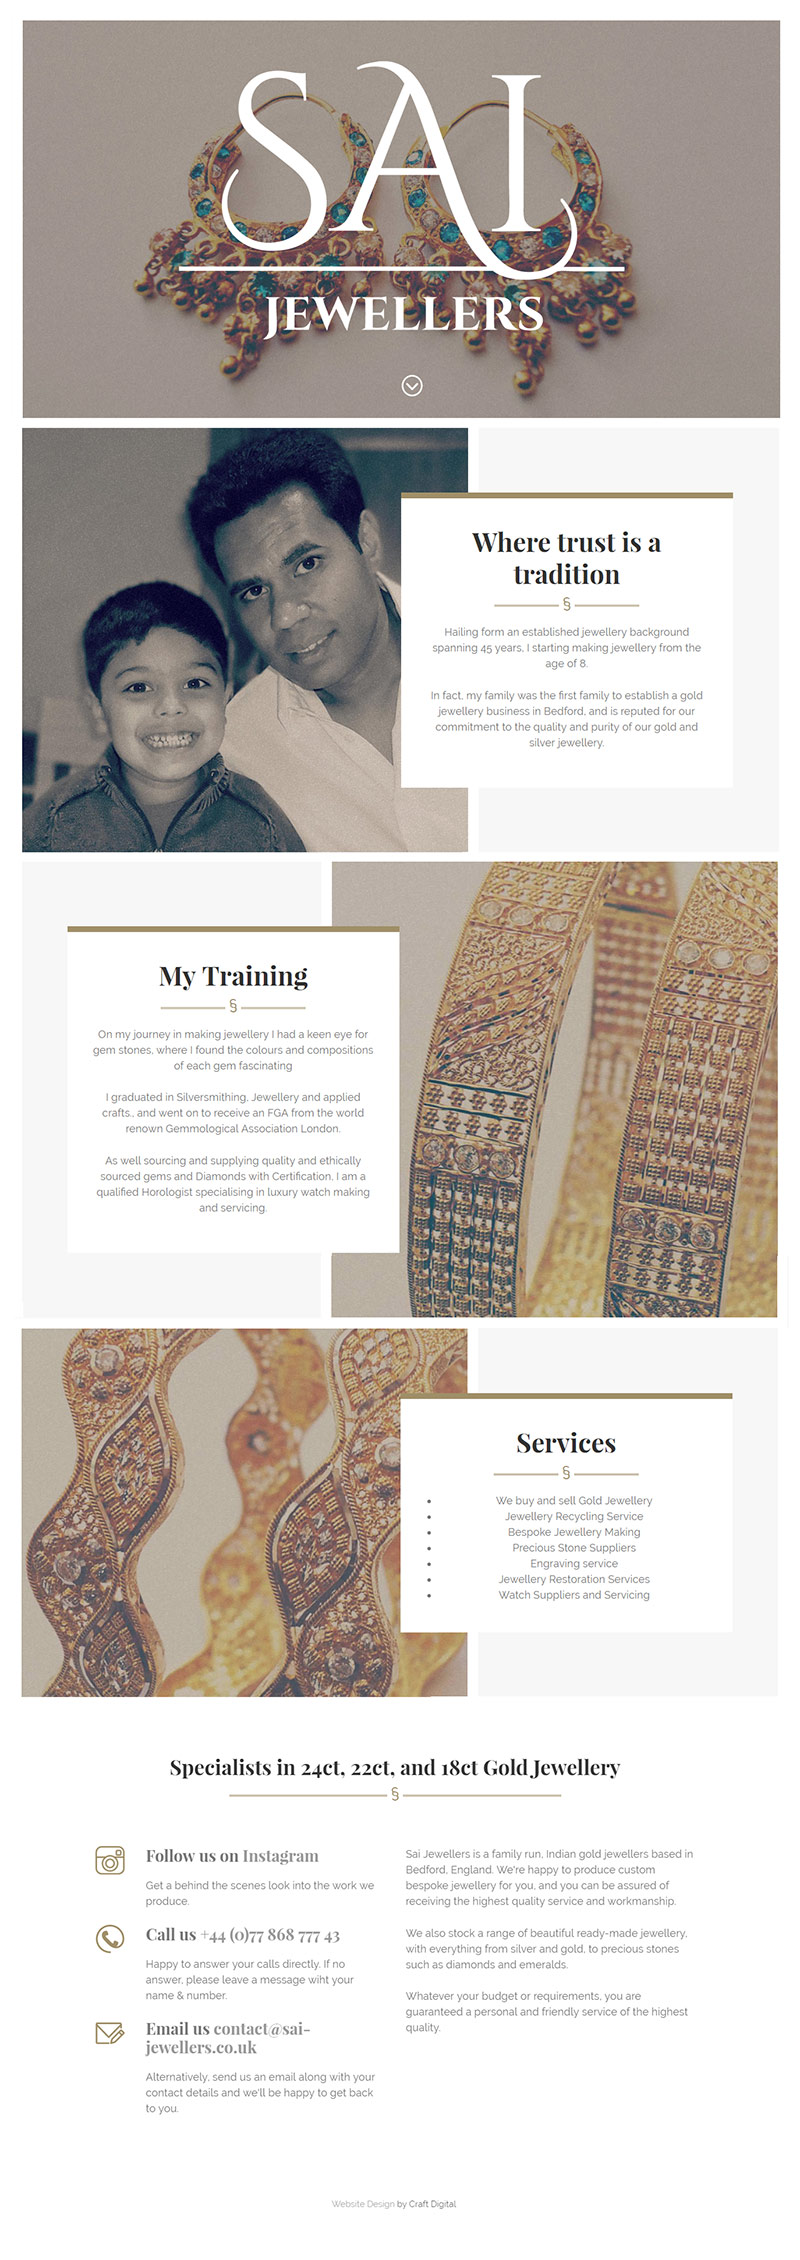 SAI
JEWELLERS
Where trust is a
tradition
§
Hailing form an established jewellery background
spanning 45 years, I starting making jewellery from the
age of 8.
In fact, my family was the first family to establish a gold
jewellery business in Bedford, and is reputed for our
commitment to the quality and purity of our gold and
silver jewellery.
My Training
§
On my journey in making jewellery I had a keen eye for
gem stones, where I found the colours and compositions
of each gem fascinating
I graduated in Silversmithing, Jewellery and applied
crafts., and went on to receive an FGA from the world
renown Gemmological Association London.
As well sourcing and supplying quality and ethically
sourced gems and Diamonds with Certification, I am a
qualified Horologist specialising in luxury watch making
and servicing.
Services
§
• We buy and sell Gold Jewellery
• Jewellery Recycling Service
• Bespoke Jewellery Making
• Precious Stone Suppliers
• Engraving service
• Jewellery Restoration Services
• Watch Suppliers and Servicing
Specialists in 24ct, 22ct, and 18ct Gold Jewellery
§
Follow us on Instagram
Get a behind the scenes look into the work we
produce.
Call us +44 (0)77 868 777 43
Happy to answer your calls directly. If no
answer, please leave a message wiht your
name & number.
Email us contact@sai-
jewellers.co.uk
Alternatively, send us an email along with your
contact details and we'll be happy to get back
to you.
Sai Jewellers is a family run, Indian gold jewellers based in
Bedford, England. We're happy to produce custom
bespoke jewellery for you, and you can be assured of
receiving the highest quality service and workmanship.
We also stock a range of beautiful ready-made jewellery,
with everything from silver and gold, to precious stones
such as diamonds and emeralds.
Whatever your budget or requirements, you are
guaranteed a personal and friendly service of the highest
quality.
Website Design by Craft Digital